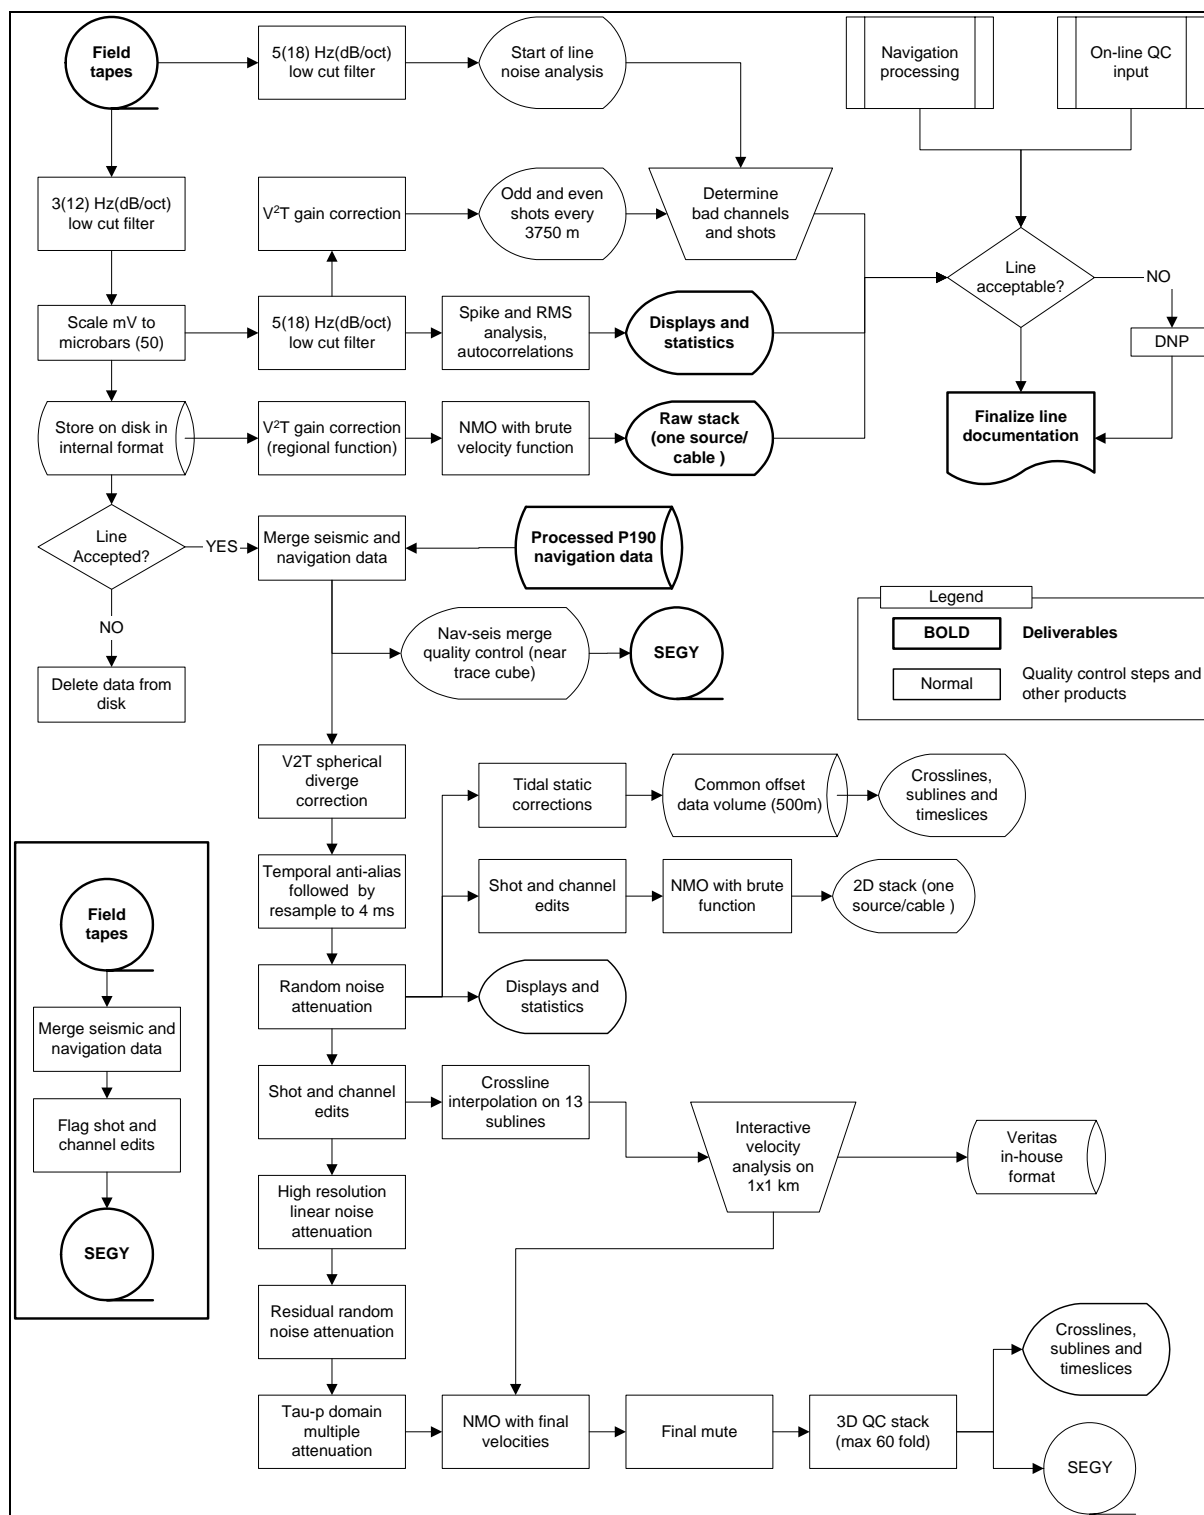 Field
tapes
5(18) Hz(dB/oct)
low cut filter
Start of line
noise analysis
Navigation
processing
On-line QC
input
3(12) Hz(dB/oct)
low cut filter
V²T gain correction
Odd and even
shots every
3750 m
Determine
bad channels
and shots
Line
acceptable?
NO
Scale mV to
microbars (50)
5(18) Hz(dB/oct)
low cut filter
Spike and RMS
analysis,
autocorrelations
Displays and
statistics
DNP
Store on disk in
internal format
V²T gain correction
(regional function)
NMO with brute
velocity function
Raw stack
(one source/
cable )
Finalize line
documentation
Line
Accepted?
YES
Merge seismic and
navigation data
Processed P190
navigation data
NO
Delete data from
disk
Nav-seis merge
quality control (near
trace cube)
SEGY
Legend
BOLD
Deliverables
Normal
Quality control steps and
other products
V2T spherical
diverge
correction
Tidal static
corrections
Common offset
data volume (500m)
Crosslines,
sublines and
timeslices
Temporal anti-alias
followed by
resample to 4 ms
Shot and channel
edits
NMO with brute
function
2D stack (one
source/cable )
Random noise
attenuation
Displays and
statistics
Field
tapes
Merge seismic and
navigation data
Flag shot and
channel edits
SEGY
Shot and channel
edits
Crossline
interpolation on 13
sublines
Interactive
velocity
analysis on
1x1 km
Veritas
in-house
format
High resolution
linear noise
attenuation
Residual random
noise attenuation
Tau-p domain
multiple
attenuation
NMO with final
velocities
Final mute
3D QC stack
(max 60 fold)
Crosslines,
sublines and
timeslices
SEGY